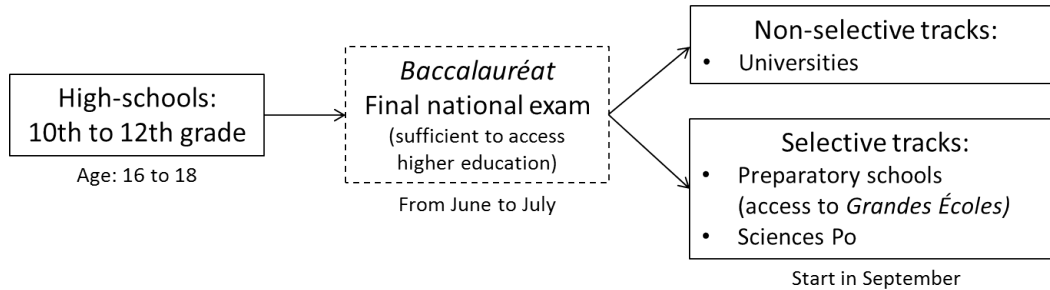 High-schools:
10th to 12th grade
Age: 16 to 18
Baccalauréat
Final national exam
(sufficient to access
higher education)
From June to July
Non-selective tracks:
• Universities
Selective tracks:
• Preparatory schools
(access to Grandes Écoles)
• Sciences Po
Start in September